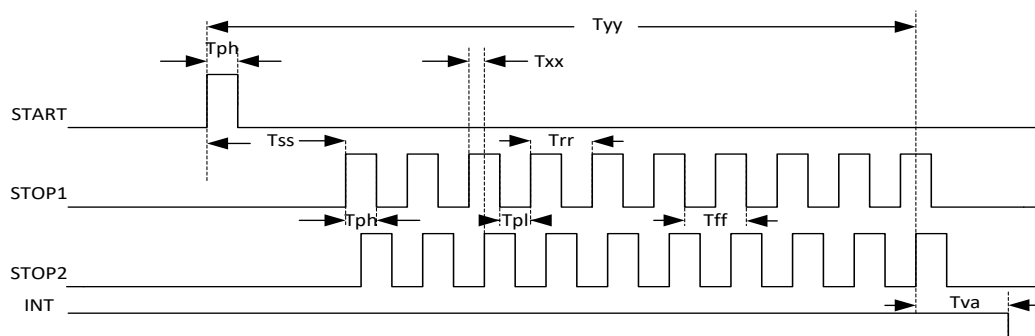 Tyy
Tph
Txx
START
Tss
Trr
STOP1
Tph
Tpl
Tff
STOP2
INT
Tva